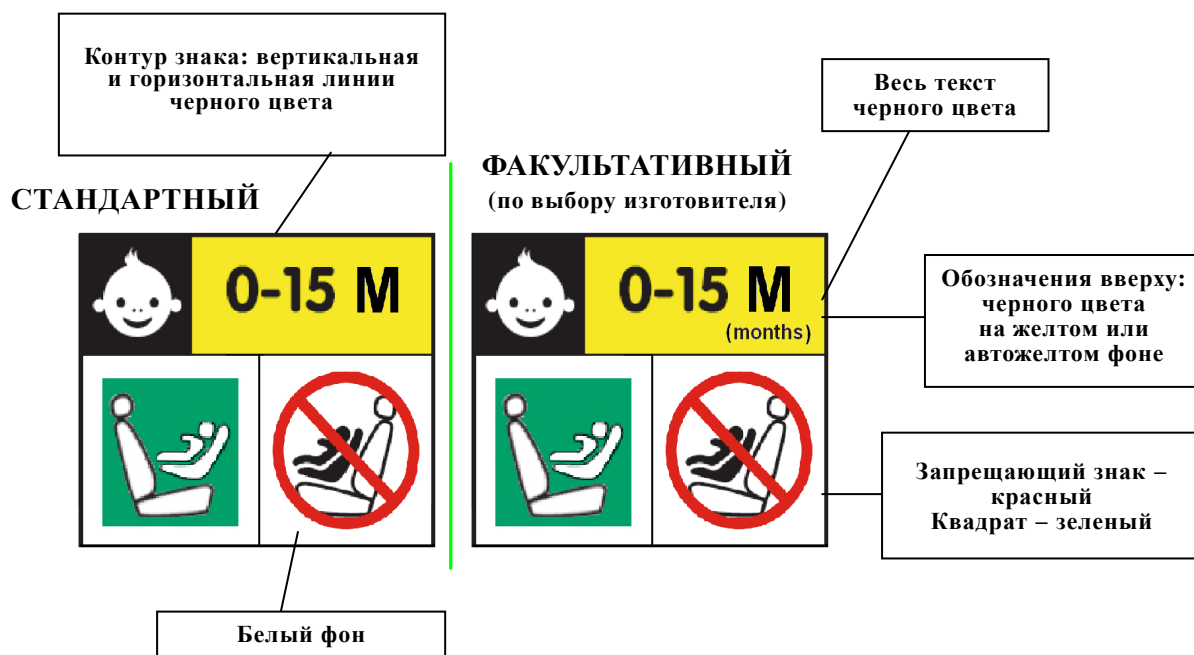 Контур знака: вертикальная
и горизонтальная линии
черного цвета
Весь текст
черного цвета
СТАНДАРТНЫЙ
ФАКУЛЬТАТИВНЫЙ
(по выбору изготовителя)
0-15 M
0-15 M
(months)
Обозначения вверху:
черного цвета
на желтом или
автожелтом фоне
Запрещающий знак –
красный
Квадрат – зеленый
Белый фон